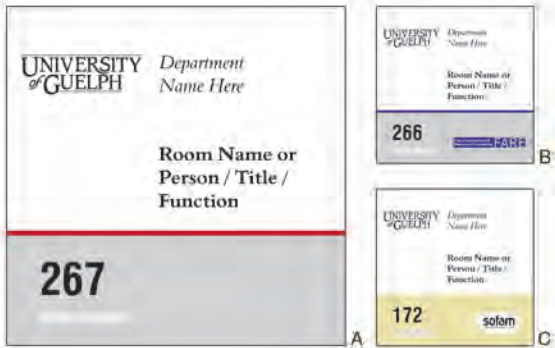 UNIVERSITY
of GUELPH
Department
Name Here
Room Name or
Person / Title /
Function
267
A
UNIVERSITY
of GUELPH
Department
Name Here
Room Name or
Person / Title /
Function
266
FARE
B
UNIVERSITY
of GUELPH
Department
Name Here
Room Name or
Person / Title /
Function
172
sofam
C